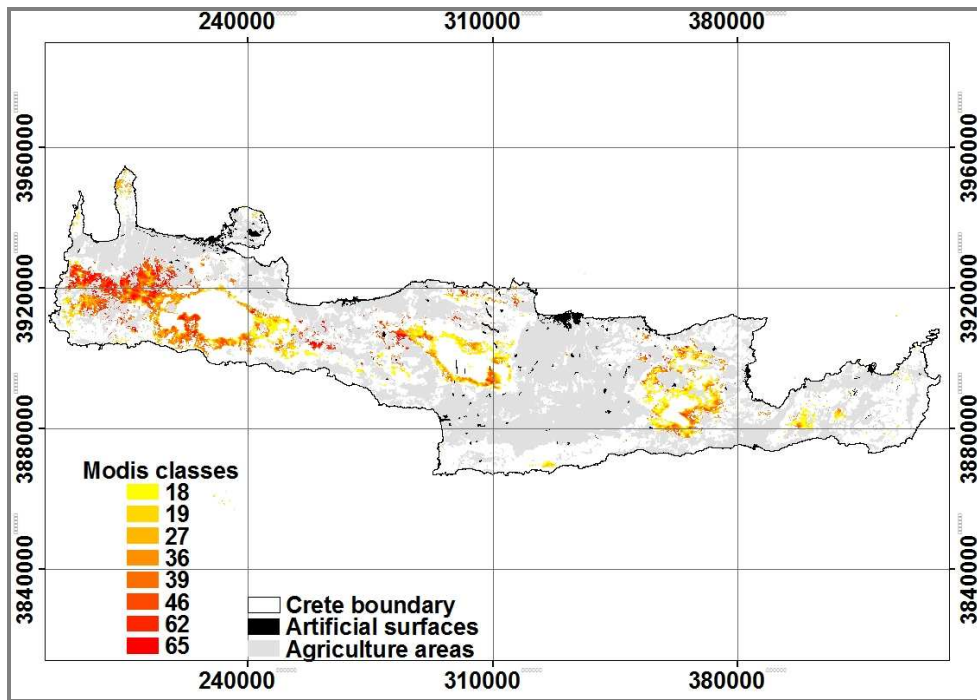 240000 310000 380000
3960000 3960000
3920000 3920000
3880000 3880000
3840000 3840000
Modis classes
18
19
27
36
39
46
62
65
Crete boundary
Artificial surfaces
Agriculture areas
240000 310000 380000